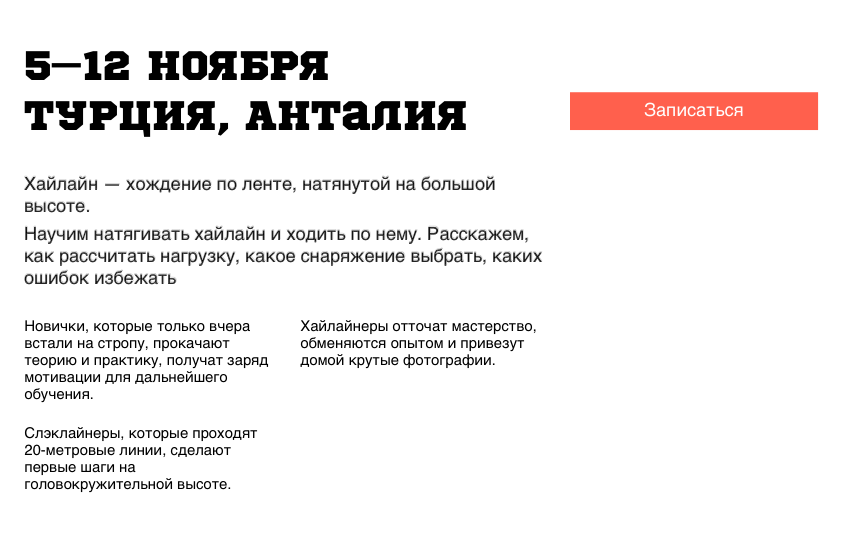 5—12 НОЯБРЯ
ТУРЦИЯ, АНТАЛИЯ
Записаться
Хайлайн — хождение по ленте, натянутой на большой
высоте.
Научим натягивать хайлайн и ходить по нему. Расскажем,
как рассчитать нагрузку, какое снаряжение выбрать, каких
ошибок избежать
Новички, которые только вчера
встали на стропу, прокачают
теорию и практику, получат заряд
мотивации для дальнейшего
обучения.
Хайлайнеры отточат мастерство,
обменяются опытом и привезут
домой крутые фотографии.
Слэклайнеры, которые проходят
20-метровые линии, сделают
первые шаги на
головокружительной высоте.